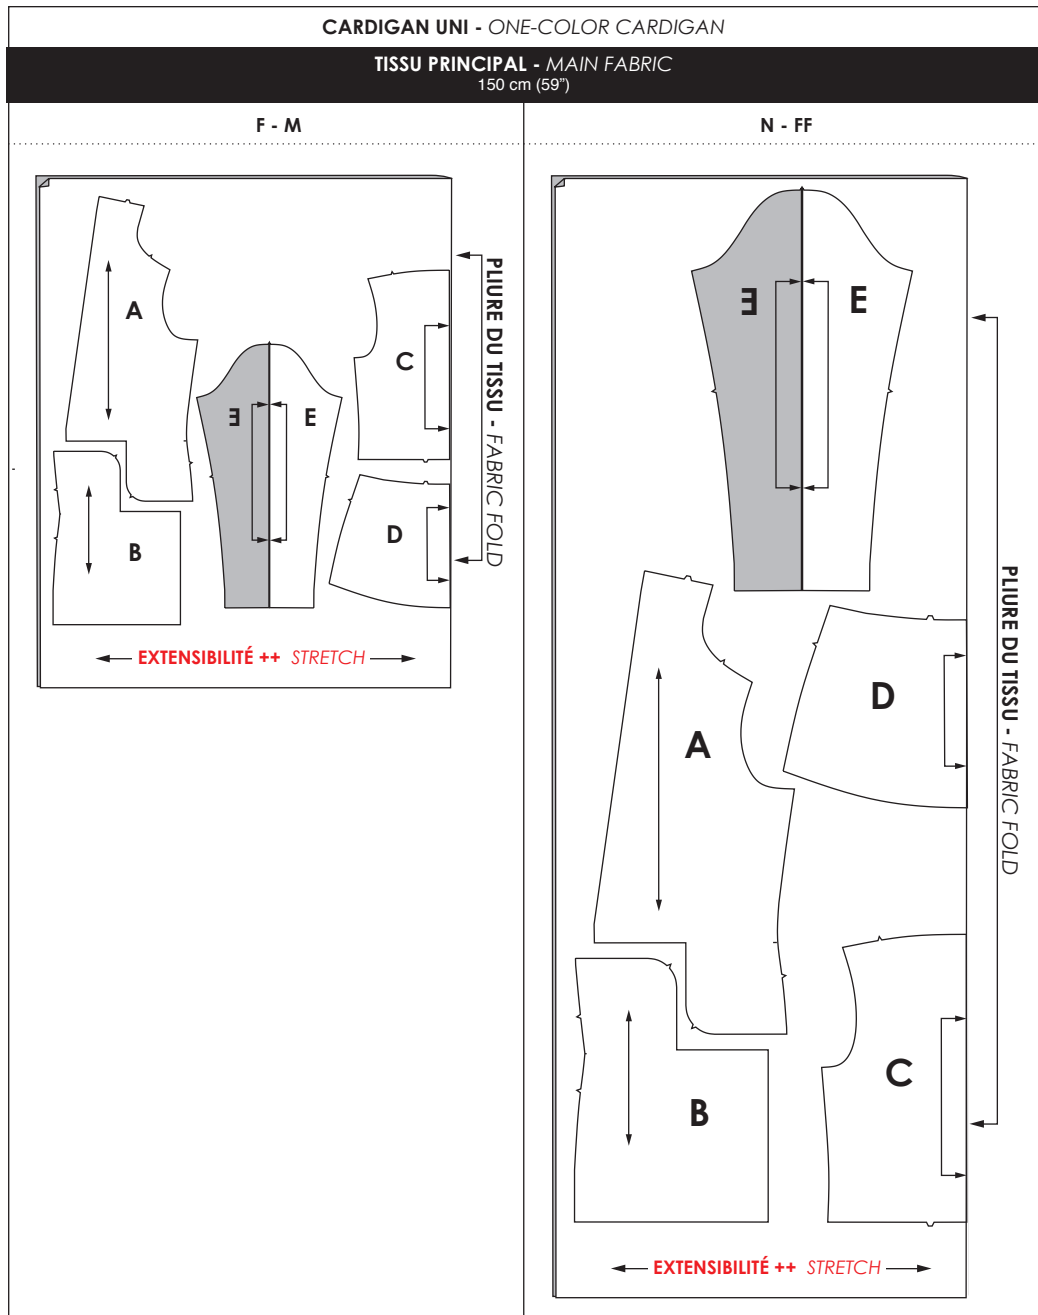 CARDIGAN UNI - ONE-COLOR CARDIGAN
TISSU PRINCIPAL - MAIN FABRIC
150 cm (59”)
F - M
A
B
E
E
C
D
PLIURE DU TISSU - FABRIC FOLD
EXTENSIBILITÉ ++ STRETCH
N - FF
E
E
A
D
B
C
PLIURE DU TISSU - FABRIC FOLD
EXTENSIBILITÉ ++ STRETCH